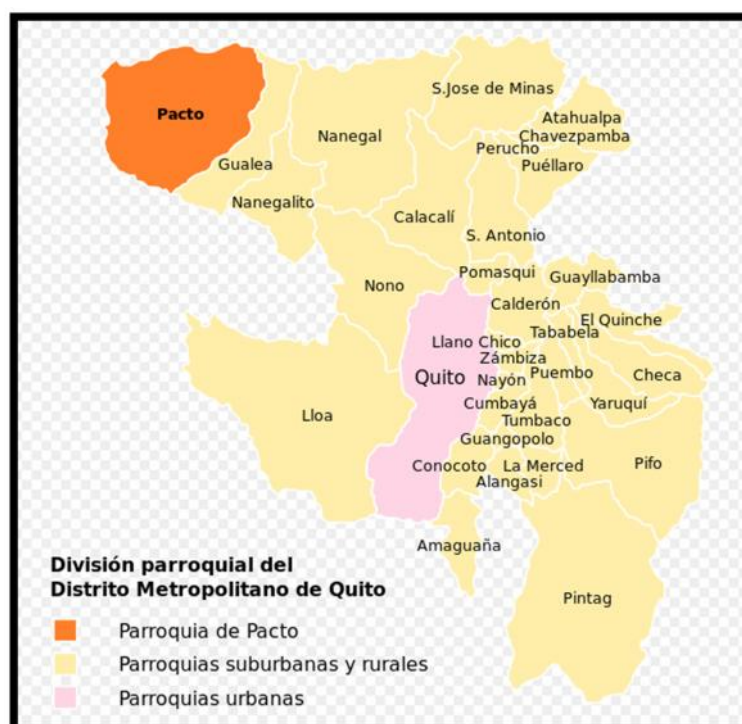 S.Jose de Minas
Pacto
Atahualpa
Nanegal
Chavezpamba
Perucho
Gualea
Puéllaro
Nanegalito
Calacalí
S. Antonio
Pomasqui
Guayllabamba
Nono
Calderón
El Quinche
Tababela
Llano Chico
Zámbiza
Quito
Nayón
Puembo
Checa
Cumbayá
Yaruquí
Lloa
Tumbaco
Guangopolo
Conocoto
La Merced
Pifo
Alangasi
Amaguaña
Pintag
División parroquial del
Distrito Metropolitano de Quito
Parroquia de Pacto
Parroquias suburbanas y rurales
Parroquias urbanas